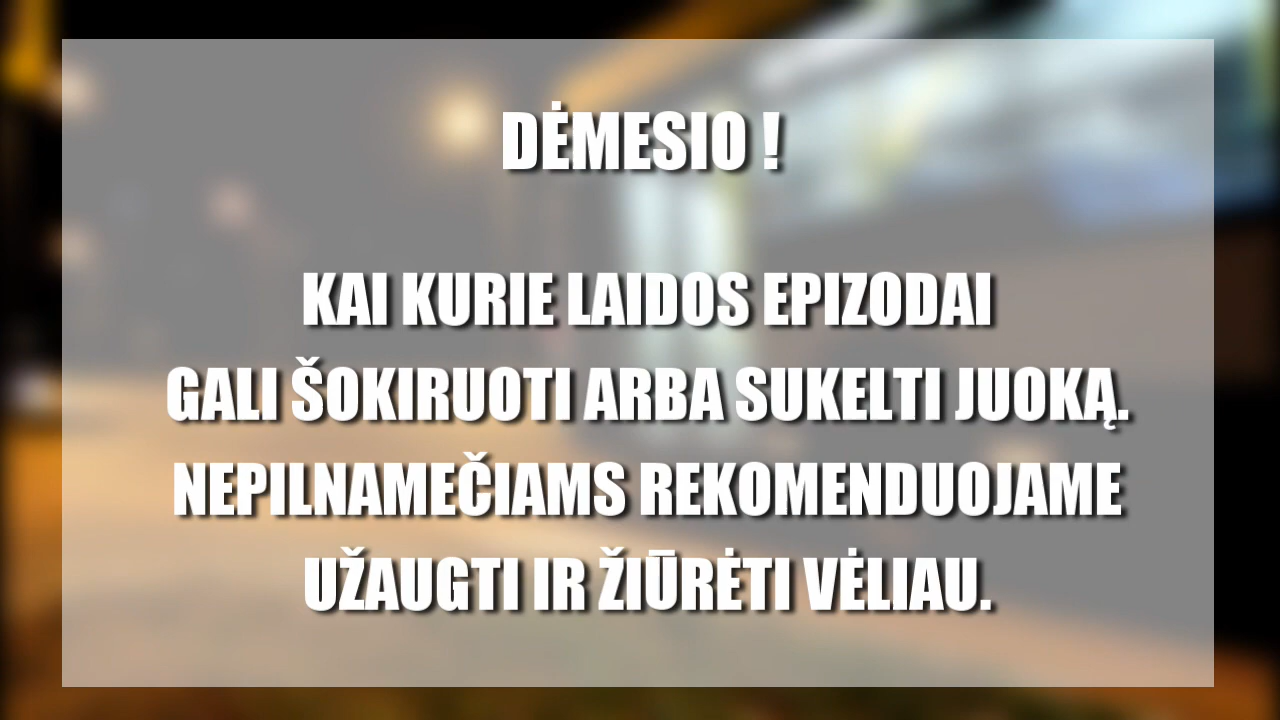 DĖMESIO !
KAI KURIE LAIDOS EPIZODAI
GALI ŠOKIRUOTI ARBA SUKELTI JUOKĄ.
NEPILNAMEČIAMS REKOMENDUOJAME
UŽAUGTI IR ŽIŪRĖTI VĖLIAU.